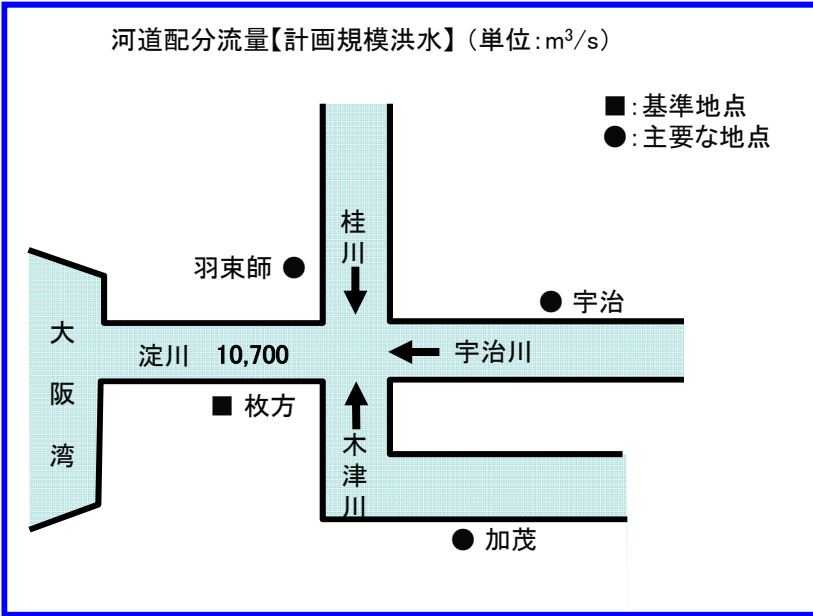 河道配分流量【計画規模洪水】（単位:m³/s）
■:基準地点
●:主要な地点
桂川
羽束師 ●
● 宇治
大阪湾
淀川 10,700
宇治川
■ 枚方
木津川
● 加茂